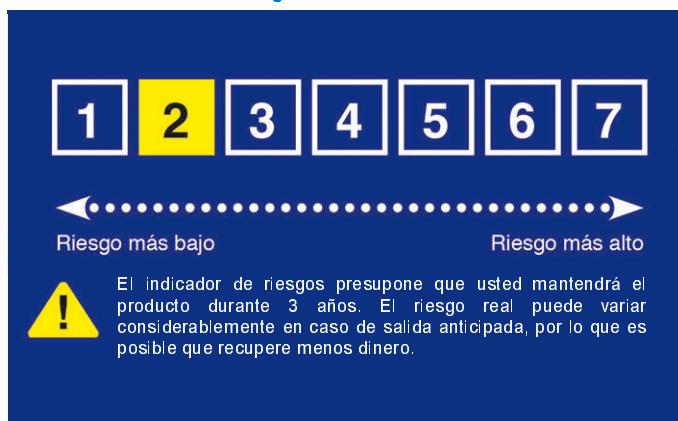 1 2 3 4 5 6 7
Riesgo más bajo Riesgo más alto
! El indicador de riesgos presupone que usted mantendrá el
producto durante 3 años. El riesgo real puede variar
considerablemente en caso de salida anticipada, por lo que es
posible que recupere menos dinero.